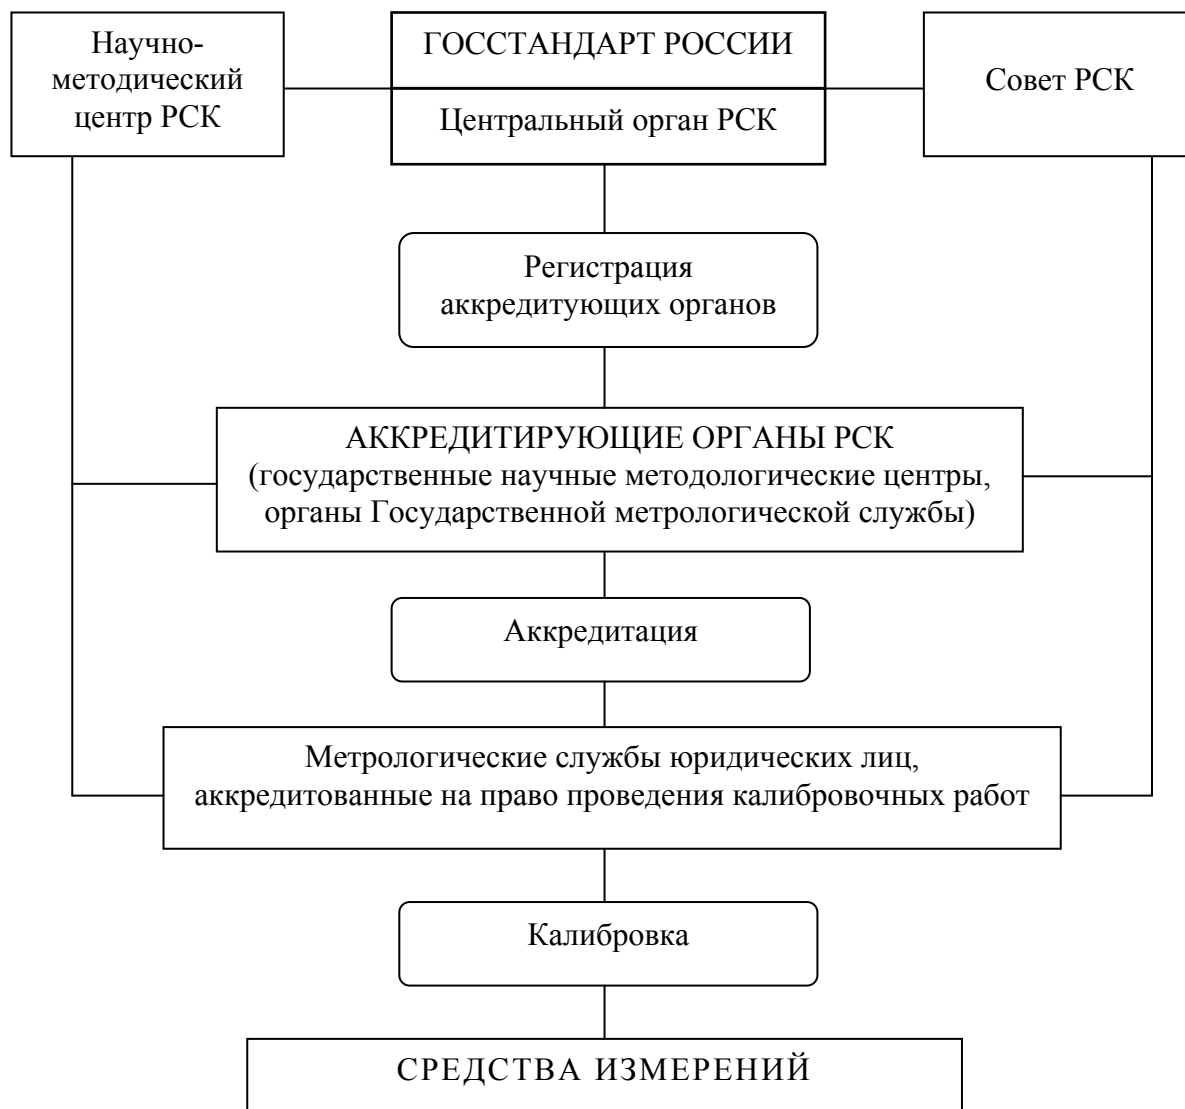 Научно-
методический
центр РСК
ГОССТАНДАРТ РОССИИ
Центральный орган РСК
Совет РСК
Регистрация
аккредитующих органов
АККРЕДИТИРУЮЩИЕ ОРГАНЫ РСК
(государственные научные методологические центры,
органы Государственной метрологической службы)
Аккредитация
Метрологические службы юридических лиц,
аккредитованные на право проведения калибровочных работ
Калибровка
СРЕДСТВА ИЗМЕРЕНИЙ